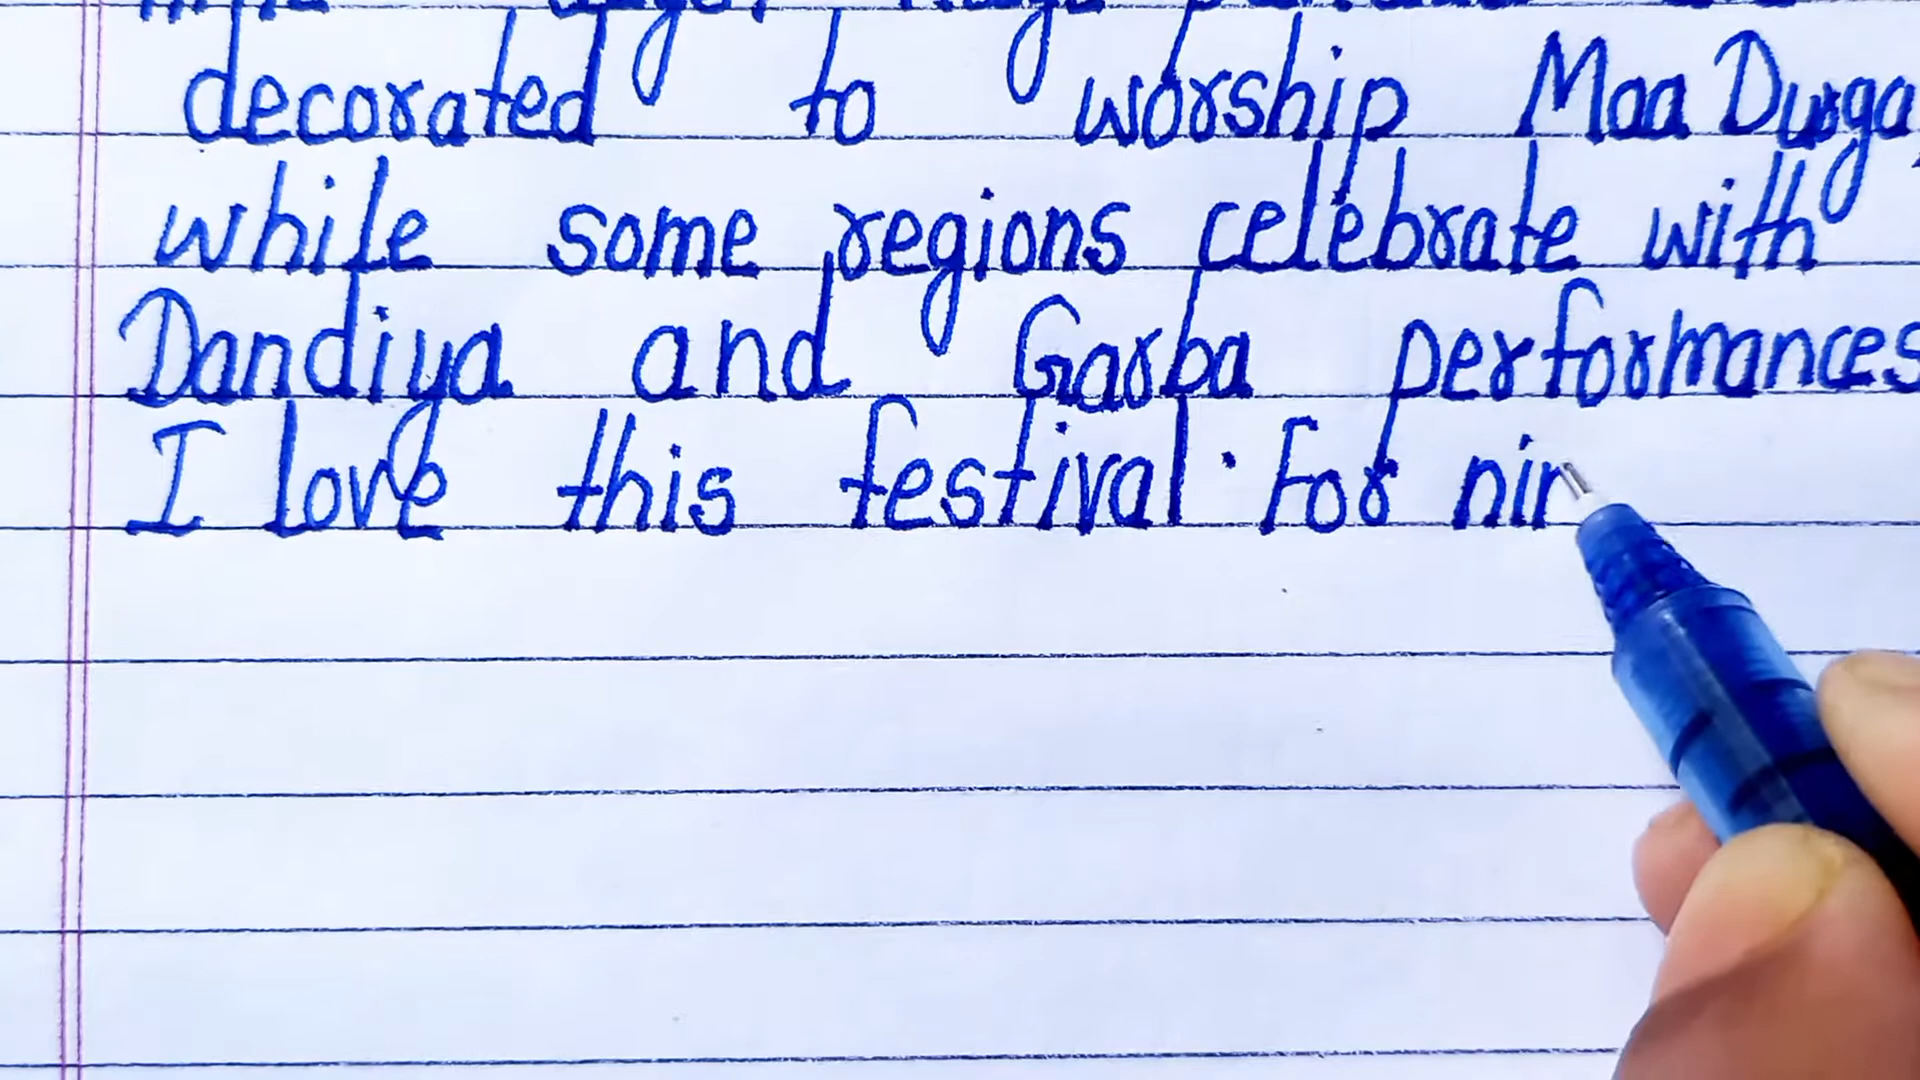 decorated to worship Maa Durga,
while some regions celebrate with
Dandiya and Garba performances
I love this festival. For nin